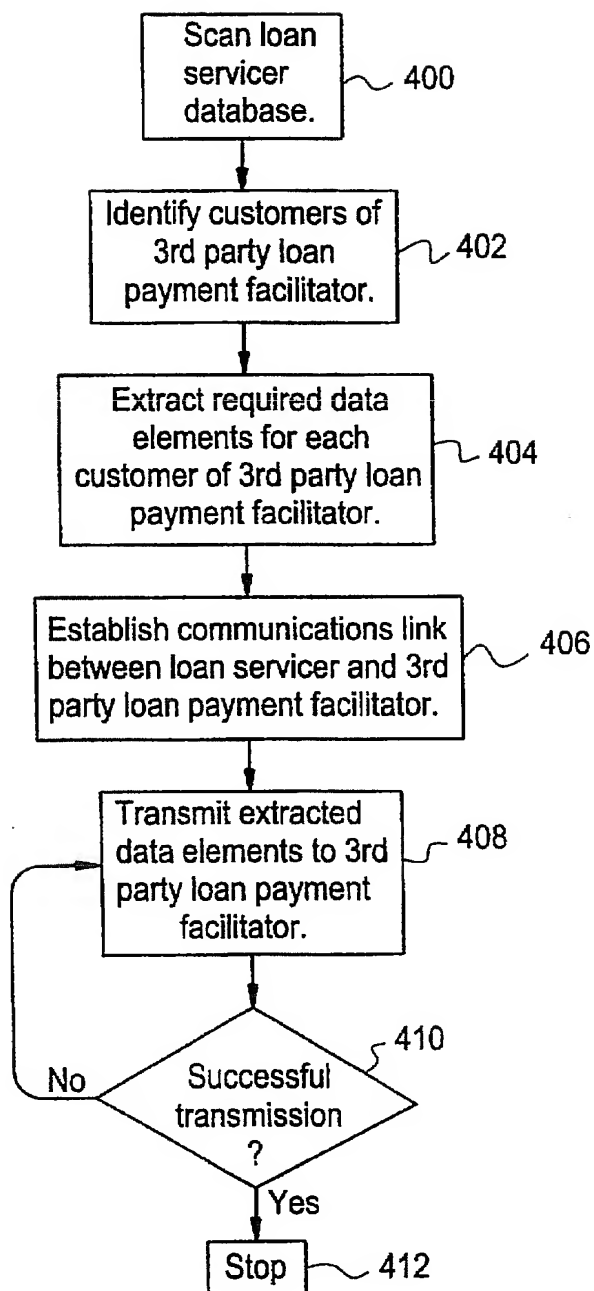 Scan loan
servicer
database.
400
Identify customers of
3rd party loan
payment facilitator.
402
Extract required data
elements for each
customer of 3rd party loan
payment facilitator.
404
Establish communications link
between loan servicer and 3rd
party loan payment facilitator.
406
Transmit extracted
data elements to 3rd
party loan payment
facilitator.
408
Successful
transmission
?
410
No
Yes
Stop
412